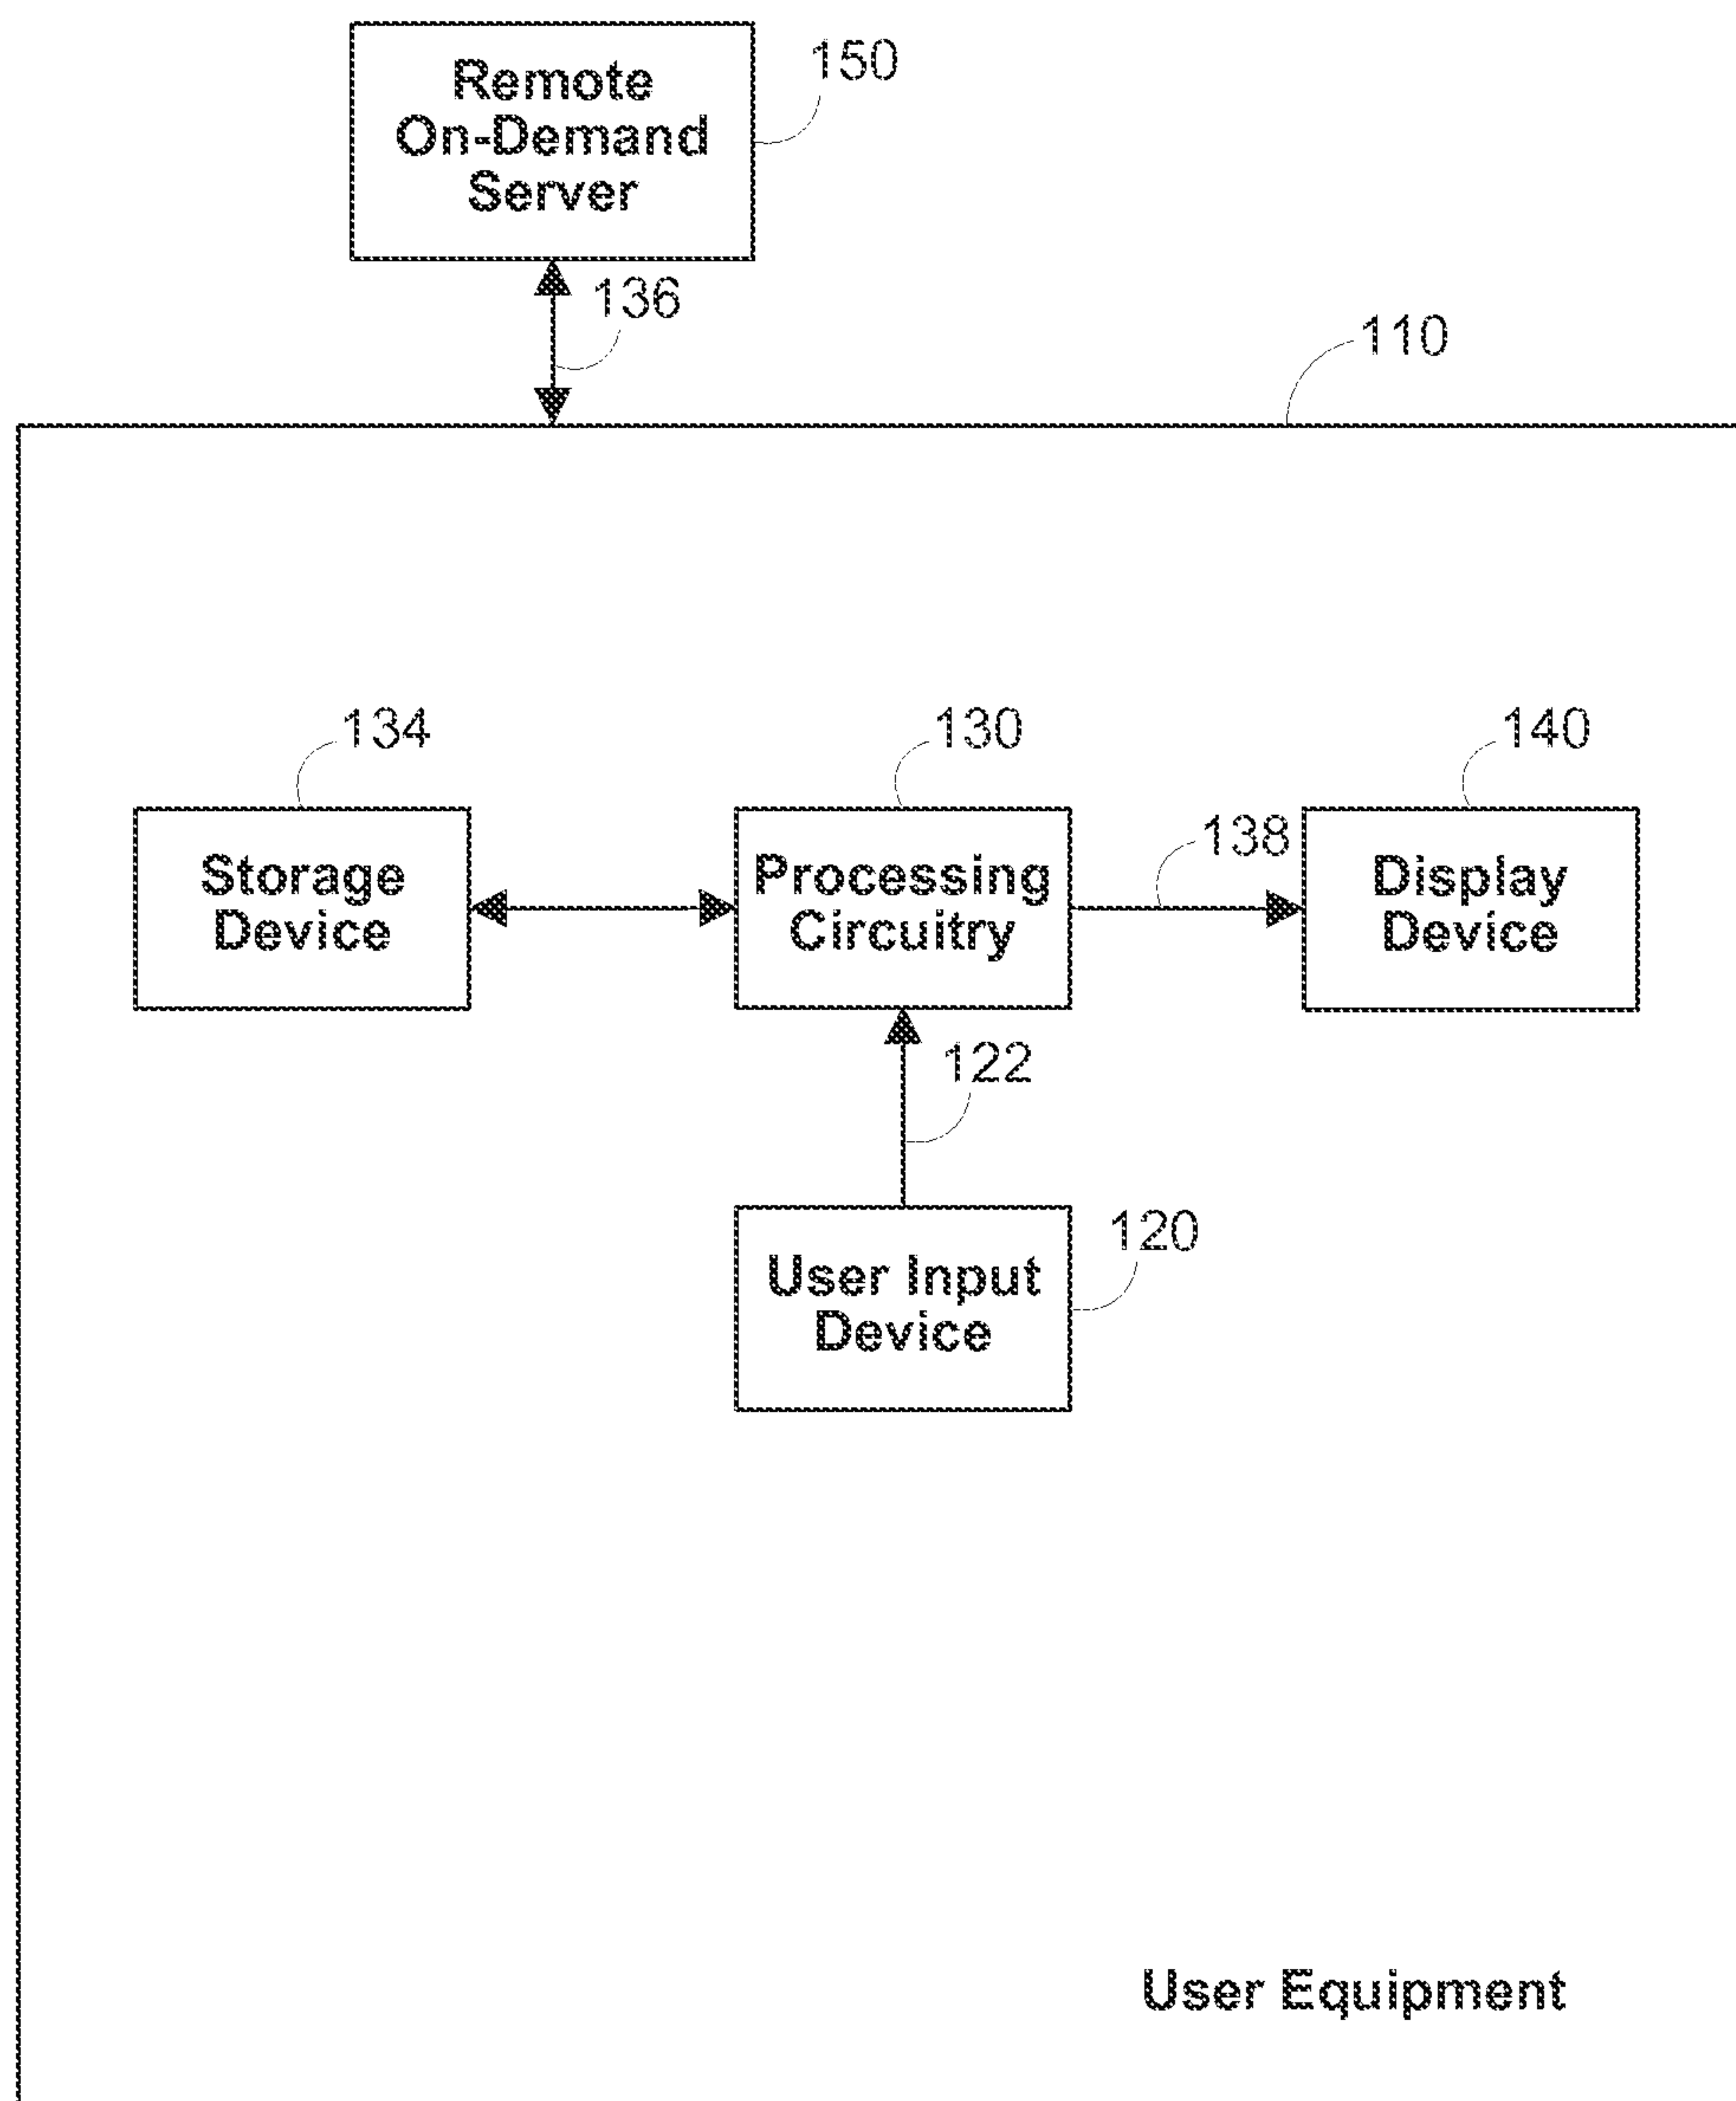 Remote
On-Demand
Server
150
136
110
134
130
140
Storage
Device
Processing
Circuitry
138
Display
Device
122
User Input
Device
120
User Equipment